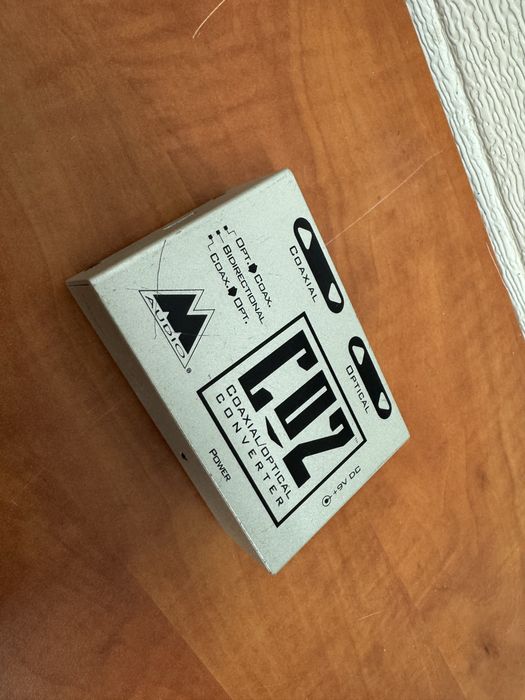 COAXIAL
OPTICAL
OPT. COAX.
BIDIRECTIONAL
COAX. OPT.
CO2
COAXIAL/OPTICAL
CONVERTER
+9V DC
M
AUDIO
®
POWER